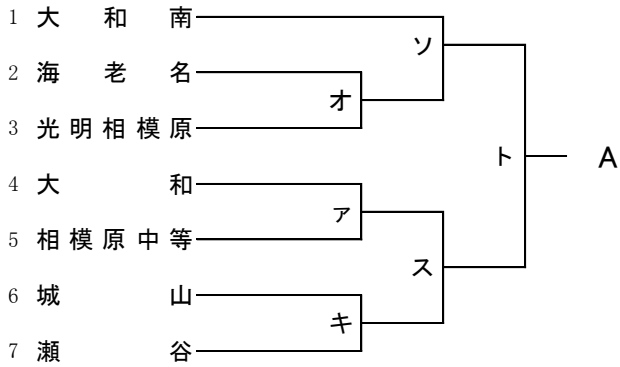 1 大和南
ソ
2 海老名
オ
3 光明相模原
ト A
4 大和
ァ
5 相模原中等
ス
6 城山
キ
7 瀬谷